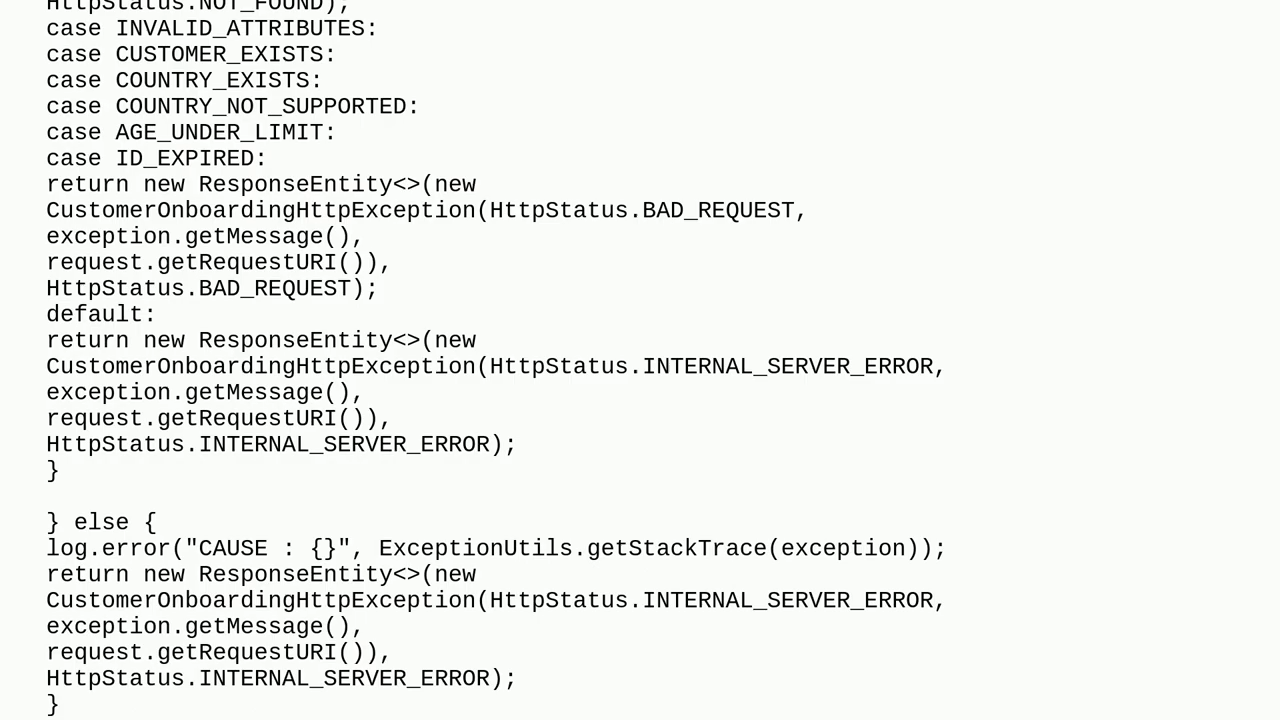 HttpStatus.NOT_FOUND);
case INVALID_ATTRIBUTES:
case CUSTOMER_EXISTS:
case COUNTRY_EXISTS:
case COUNTRY_NOT_SUPPORTED:
case AGE_UNDER_LIMIT:
case ID_EXPIRED:
return new ResponseEntity<>(new
CustomerOnboardingHttpException(HttpStatus.BAD_REQUEST,
exception.getMessage(),
request.getRequestURI()),
HttpStatus.BAD_REQUEST);
default:
return new ResponseEntity<>(new
CustomerOnboardingHttpException(HttpStatus.INTERNAL_SERVER_ERROR,
exception.getMessage(),
request.getRequestURI()),
HttpStatus.INTERNAL_SERVER_ERROR);
}
} else {
log.error("CAUSE : {}", ExceptionUtils.getStackTrace(exception));
return new ResponseEntity<>(new
CustomerOnboardingHttpException(HttpStatus.INTERNAL_SERVER_ERROR,
exception.getMessage(),
request.getRequestURI()),
HttpStatus.INTERNAL_SERVER_ERROR);
}